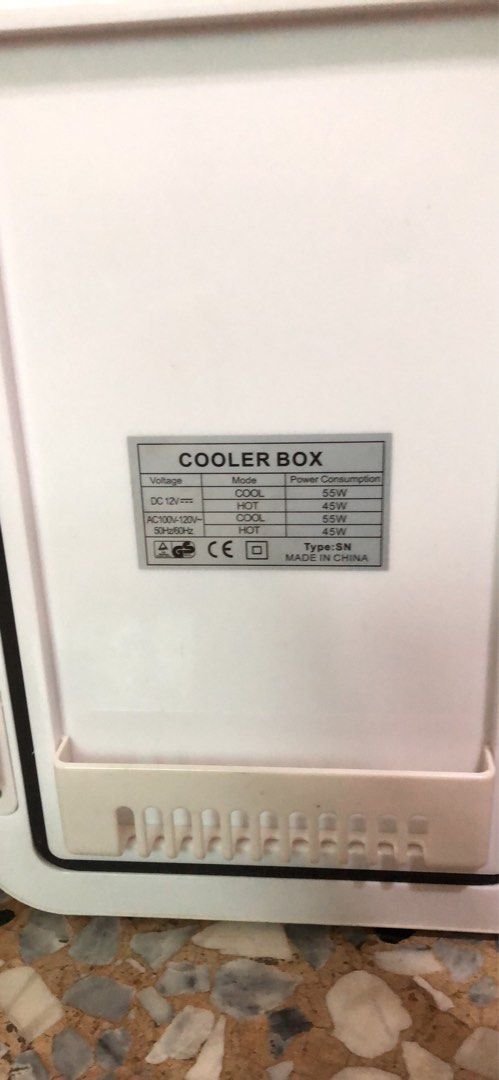 COOLER BOX
Voltage Mode Power Consumption
DC 12V⎓ COOL 55W
HOT 45W
AC100V-120V~ 50Hz/60Hz COOL 55W
HOT 45W
GS CE Type:SN
MADE IN CHINA